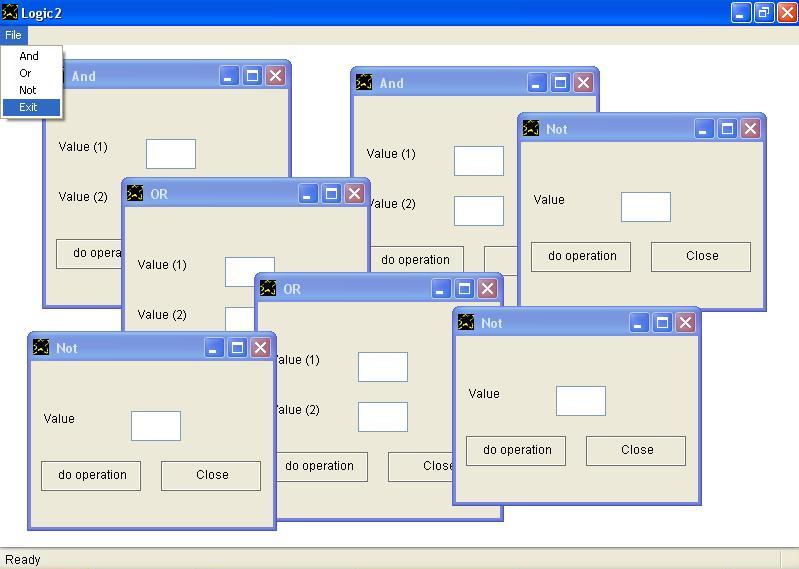 Logic2
File
And
Or
Not
Exit
And
Value (1)
Value (2)
do opera
And
Value (1)
Value (2)
do operation
Not
Value
do operation
Close
OR
Value (1)
Value (2)
OR
Value (1)
Value (2)
do operation
Close
Not
Value
do operation
Close
Not
Value
do operation
Close
Ready